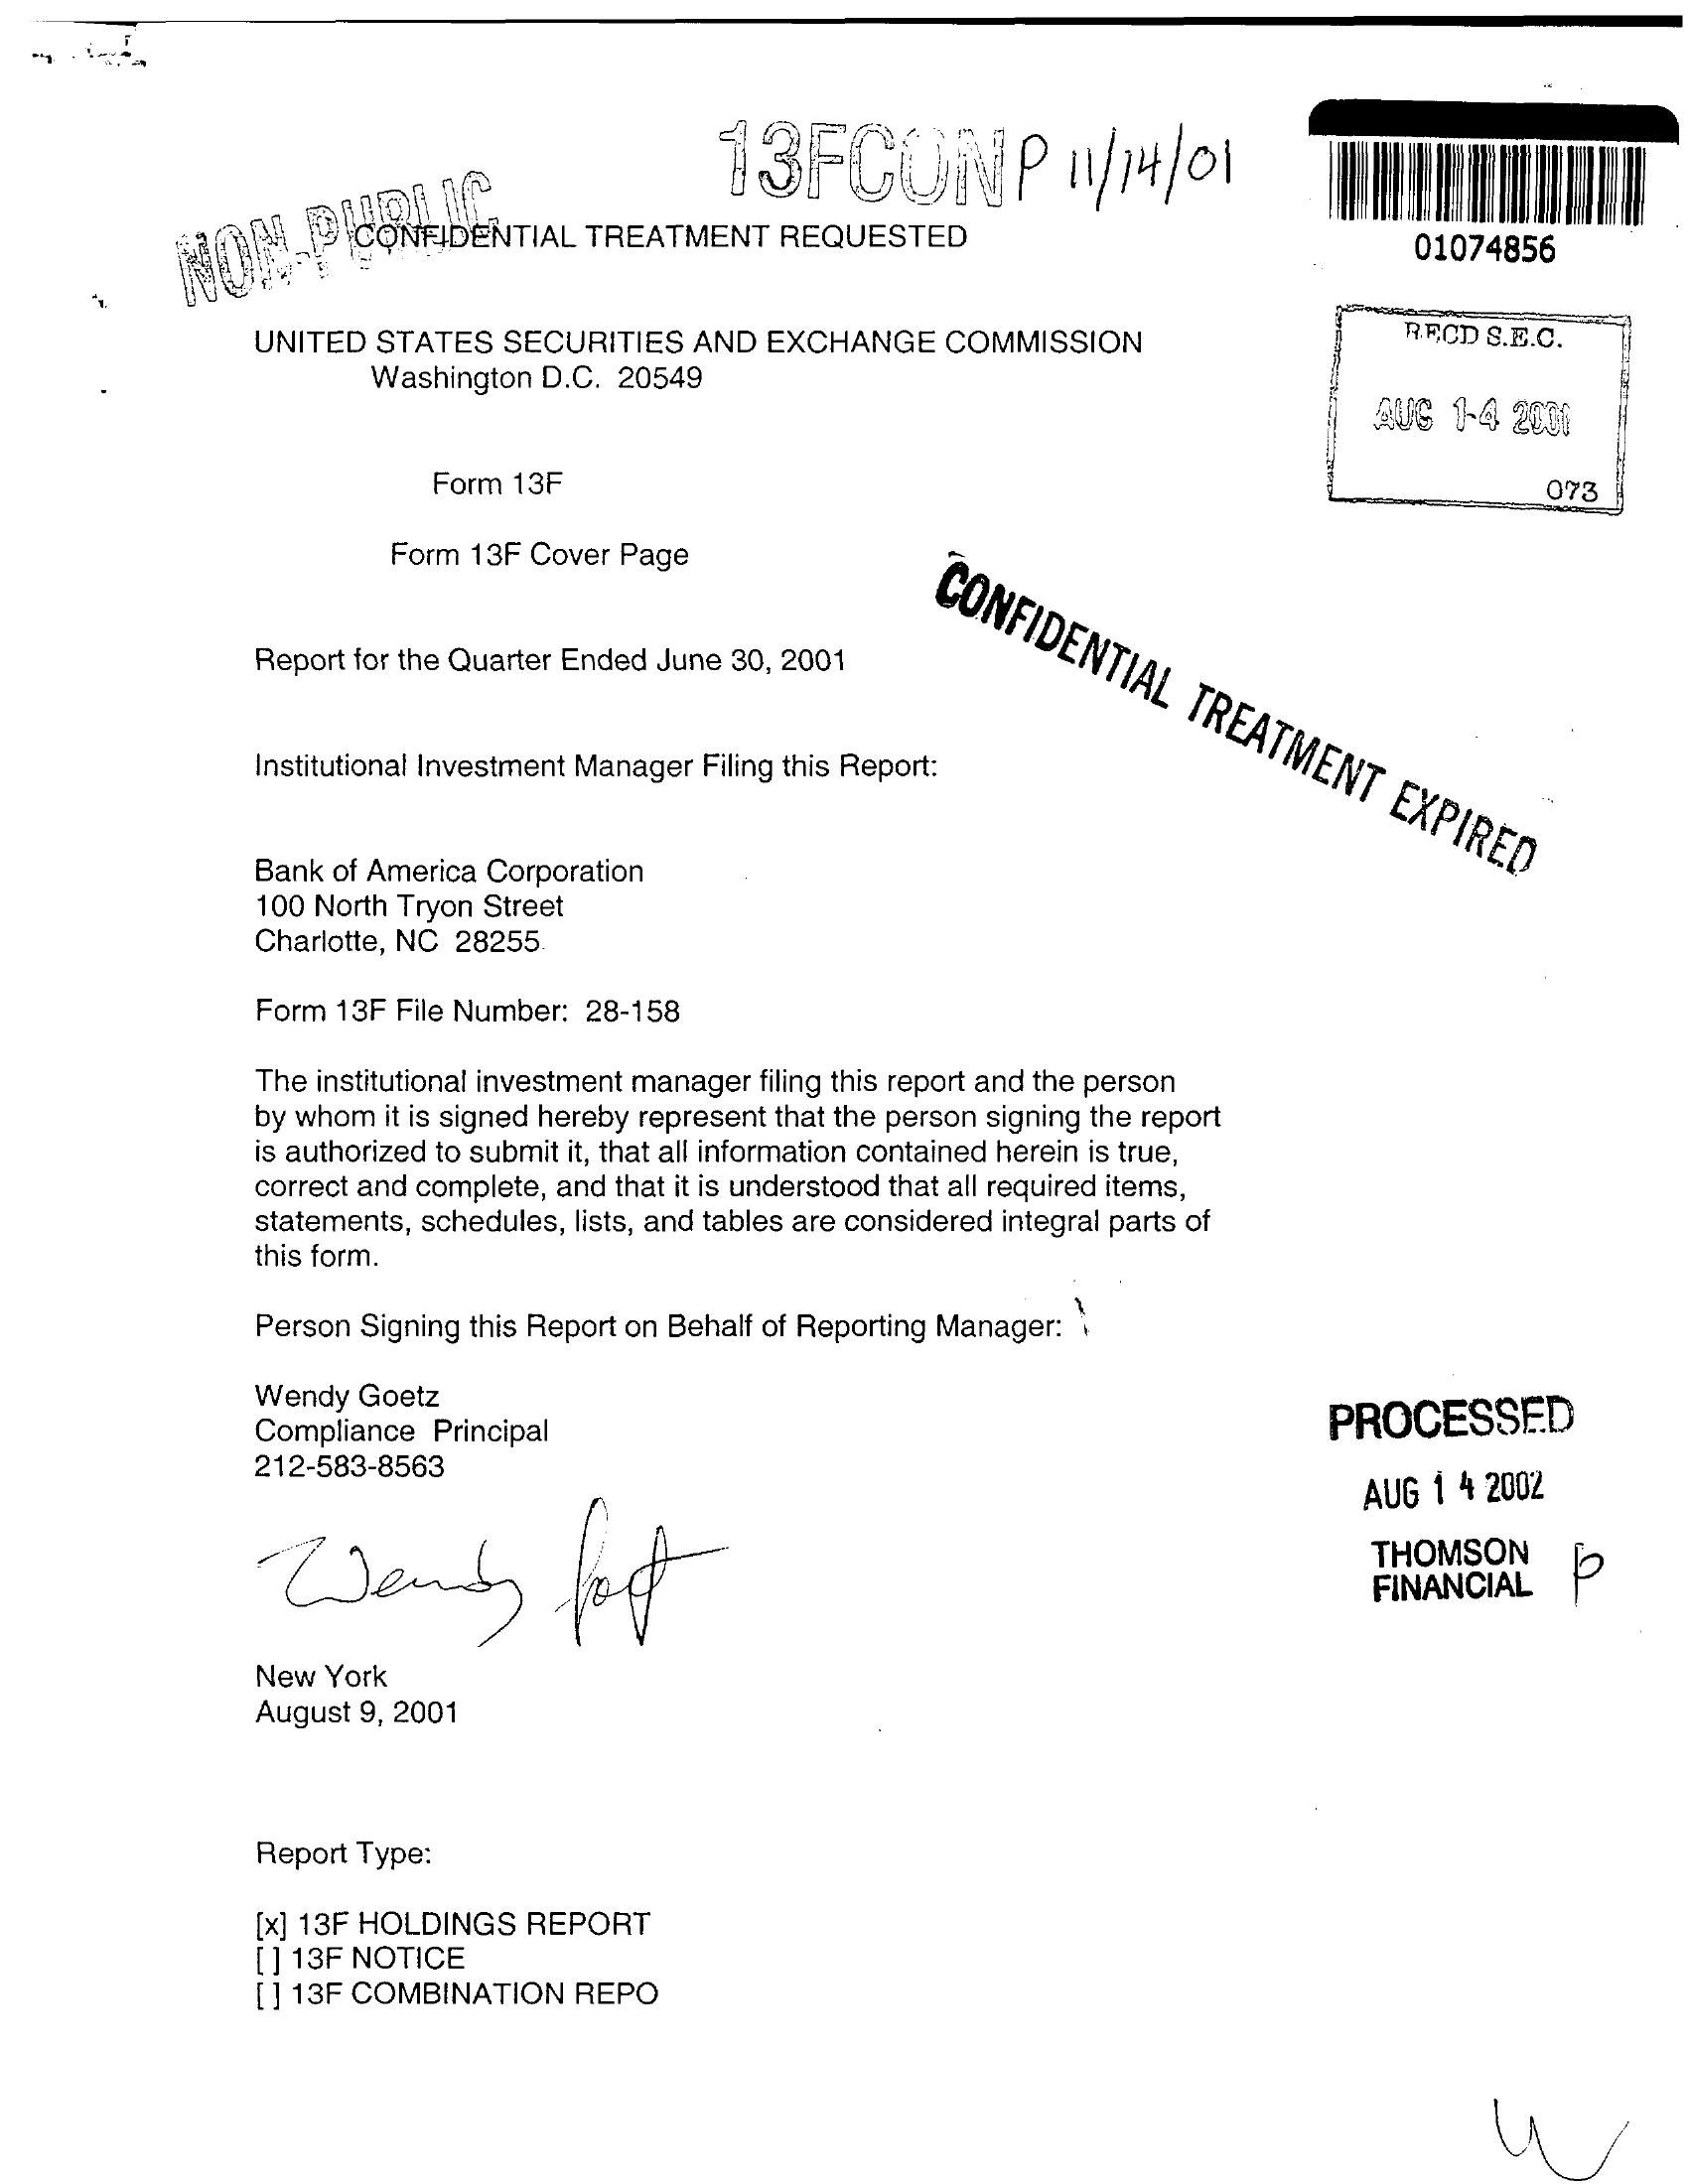 13FCON P 11/14/01
NON-PUBLIC
CONFIDENTIAL TREATMENT REQUESTED
01074856
UNITED STATES SECURITIES AND EXCHANGE COMMISSION
Washington D.C. 20549
REC'D S.E.C.
AUG 14 2001
073
Form 13F
Form 13F Cover Page
CONFIDENTIAL TREATMENT EXPIRED
Report for the Quarter Ended June 30, 2001
Institutional Investment Manager Filing this Report:
Bank of America Corporation
100 North Tryon Street
Charlotte, NC 28255
Form 13F File Number: 28-158
The institutional investment manager filing this report and the person
by whom it is signed hereby represent that the person signing the report
is authorized to submit it, that all information contained herein is true,
correct and complete, and that it is understood that all required items,
statements, schedules, lists, and tables are considered integral parts of
this form.
Person Signing this Report on Behalf of Reporting Manager:
Wendy Goetz
Compliance Principal
212-583-8563
PROCESSED
AUG 14 2002
THOMSON
FINANCIAL
P
Wendy Goetz
New York
August 9, 2001
Report Type:
[x] 13F HOLDINGS REPORT
[ ] 13F NOTICE
[ ] 13F COMBINATION REPO